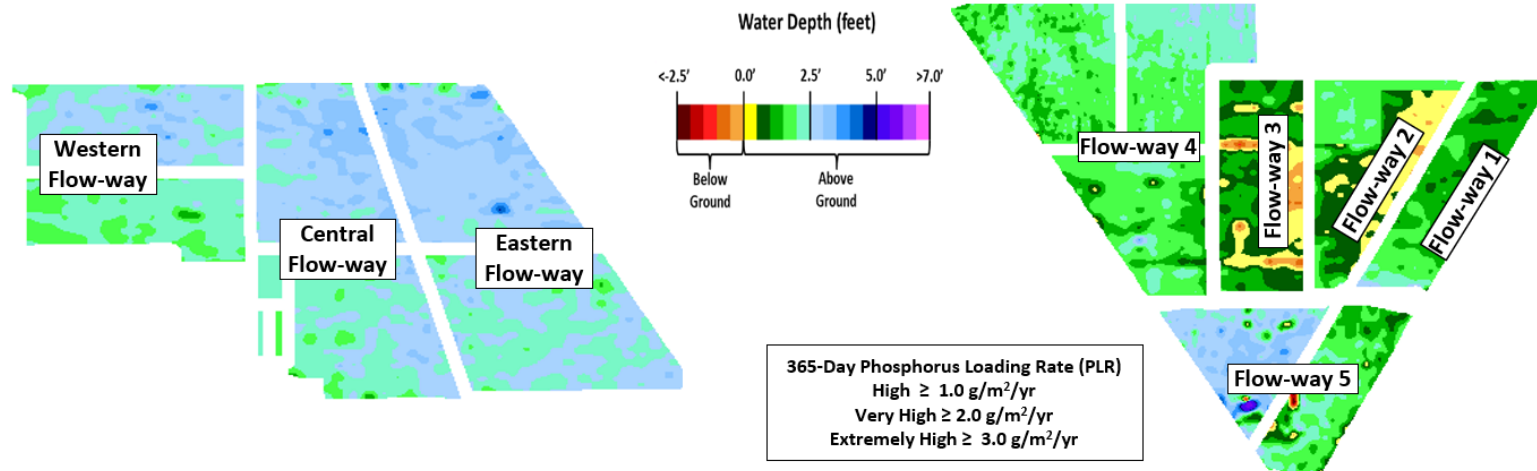 Water Depth (feet)
<-2.5' 0.0' 2.5' 5.0' >7.0'
Below
Ground
Above
Ground
Western
Flow-way
Central
Flow-way
Eastern
Flow-way
Flow-way 4
Flow-way 3
Flow-way 2
Flow-way 1
Flow-way 5
365-Day Phosphorus Loading Rate (PLR)
High ≥ 1.0 g/m²/yr
Very High ≥ 2.0 g/m²/yr
Extremely High ≥ 3.0 g/m²/yr